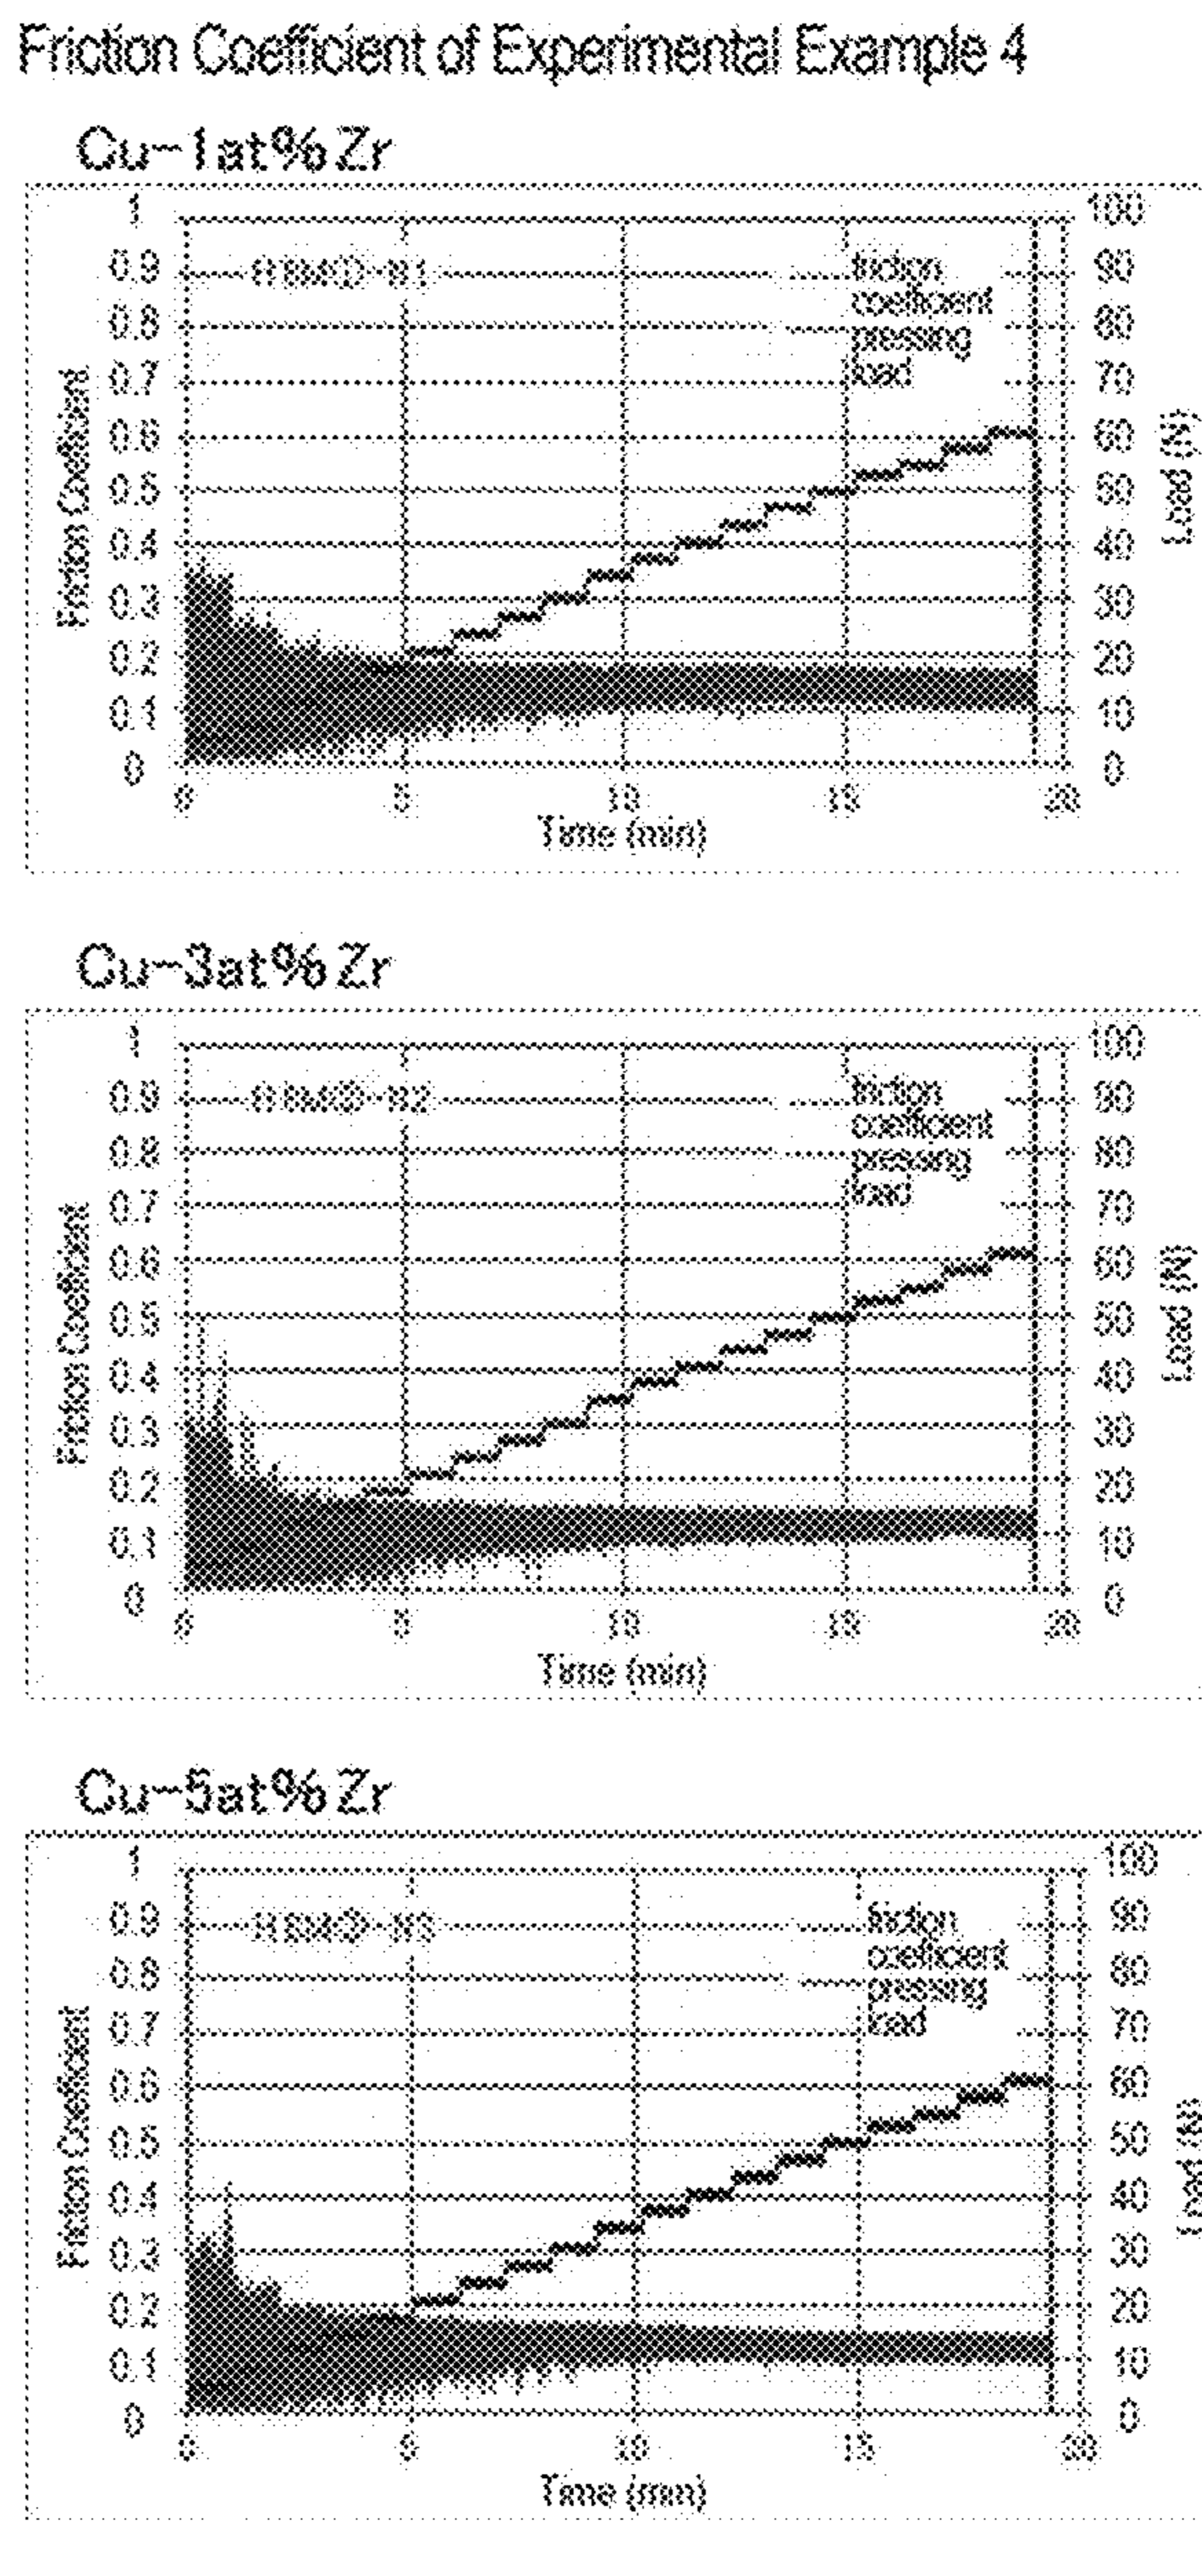 Friction Coefficient of Experimental Example 4
Cu-1at%Zr
1
0.9
0.8
0.7
0.6
0.5
0.4
0.3
0.2
0.1
0
Friction Coefficient
friction
coefficient
pressing
load
100
90
80
70
60
50
40
30
20
10
0
Load (N)
0 5 10 15 20
Time (min)
Cu-3at%Zr
1
0.9
0.8
0.7
0.6
0.5
0.4
0.3
0.2
0.1
0
Friction Coefficient
friction
coefficient
pressing
load
100
90
80
70
60
50
40
30
20
10
0
Load (N)
0 5 10 15 20
Time (min)
Cu-5at%Zr
1
0.9
0.8
0.7
0.6
0.5
0.4
0.3
0.2
0.1
0
Friction Coefficient
friction
coefficient
pressing
load
100
90
80
70
60
50
40
30
20
10
0
Load (N)
0 5 10 15 20
Time (min)